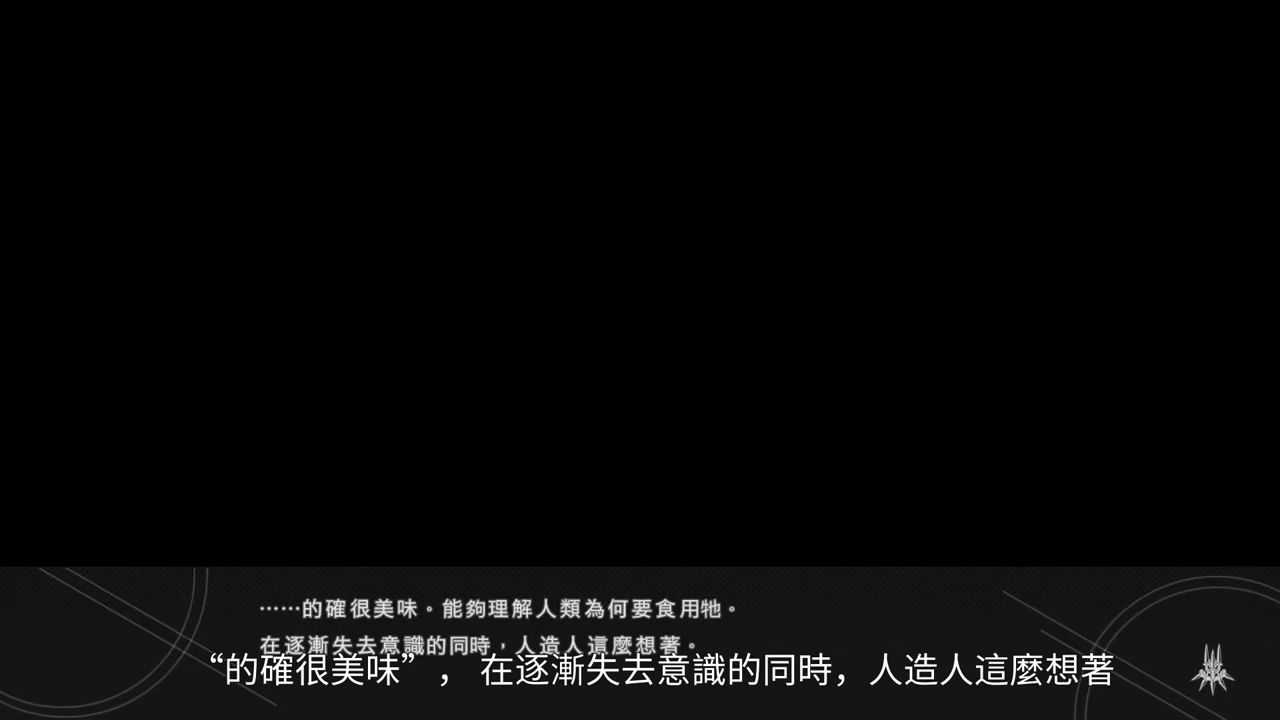 ……的確很美味。能夠理解人類為何要食用牠。
在逐漸失去意識的同時，人造人這麼想著。
“的確很美味”， 在逐漸失去意識的同時，人造人這麼想著